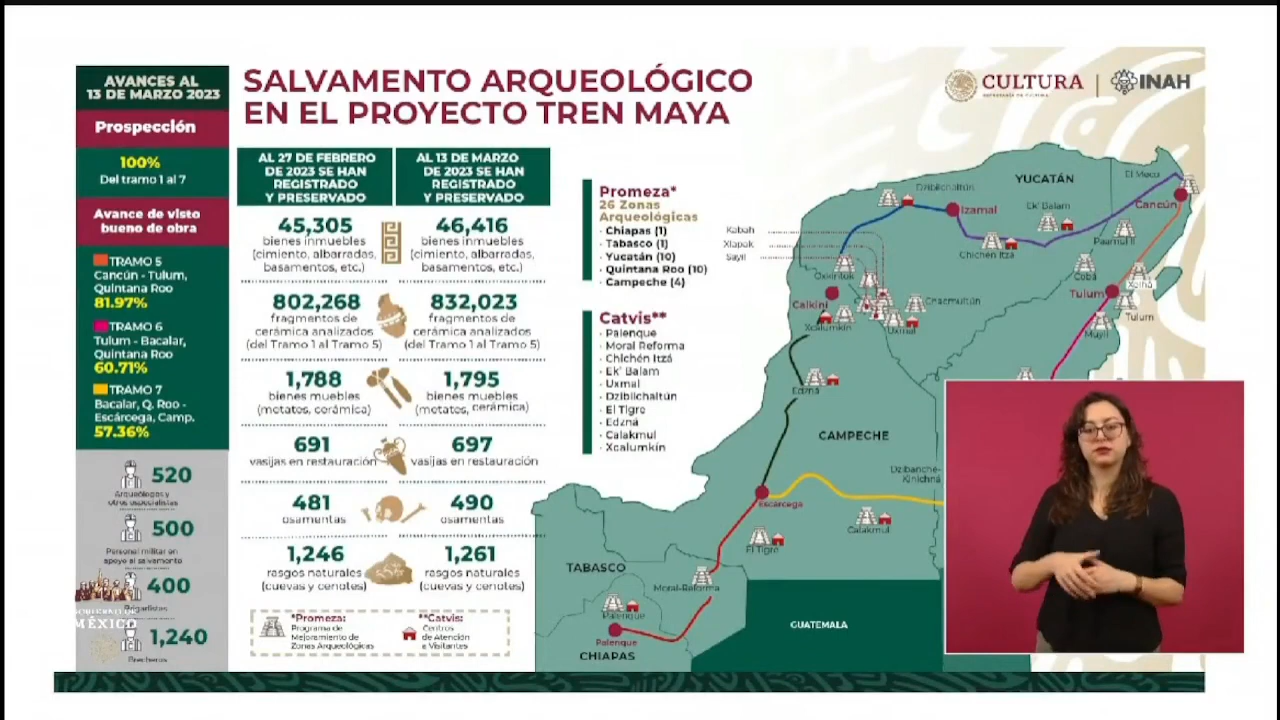 AVANCES AL
13 DE MARZO 2023
Prospección
100%
Del tramo 1 al 7
Avance de visto
bueno de obra
TRAMO 5
Cancún - Tulum,
Quintana Roo
81.97%
TRAMO 6
Tulum - Bacalar,
Quintana Roo
60.71%
TRAMO 7
Bacalar, Q. Roo -
Escárcega, Camp.
57.36%
520
Arqueólogos y
otros especialistas
500
Personal militar en
apoyo al salvamento
400
Brigadistas
1,240
Brecheros
GOBIERNO DE
MÉXICO
SALVAMENTO ARQUEOLÓGICO
EN EL PROYECTO TREN MAYA
AL 27 DE FEBRERO
DE 2023 SE HAN
REGISTRADO
Y PRESERVADO
45,305
bienes inmuebles
(cimiento, albarradas,
basamentos, etc.)
802,268
fragmentos de
cerámica analizados
(del Tramo 1 al Tramo 5)
1,788
bienes muebles
(metates, cerámica)
691
vasijas en restauración
481
osamentas
1,246
rasgos naturales
(cuevas y cenotes)
AL 13 DE MARZO
DE 2023 SE HAN
REGISTRADO
Y PRESERVADO
46,416
bienes inmuebles
(cimiento, albarradas,
basamentos, etc.)
832,023
fragmentos de
cerámica analizados
(del Tramo 1 al Tramo 5)
1,795
bienes muebles
(metates, cerámica)
697
vasijas en restauración
490
osamentas
1,261
rasgos naturales
(cuevas y cenotes)
*Promeza:
Programa de
Mejoramiento de
Zonas Arqueológicas
**Catvis:
Centros
de Atención
a Visitantes
Promeza*
26 Zonas
Arqueológicas
· Chiapas (1)
· Tabasco (1)
· Yucatán (10)
· Quintana Roo (10)
· Campeche (4)
Catvis**
· Palenque
· Moral Reforma
· Chichén Itzá
· Ek' Balam
· Uxmal
· Dzibilchaltún
· El Tigre
· Edzná
· Calakmul
· Xcalumkín
CULTURA
SECRETARÍA DE CULTURA
INAH
YUCATÁN
El Meco
Cancún
Dzibilchaltún
Izamal
Ek' Balam
Paamul II
Chichén Itzá
Kabah
Xlapak
Sayil
Oxkintok
Cobá
Xelhá
Tulum
Tulum
Muyil
Calkiní
Chacmultún
Xcalumkín
Uxmal
Edzná
CAMPECHE
Dzibanché-
Kinichná
Escárcega
Calakmul
El Tigre
TABASCO
Moral-Reforma
Palenque
Palenque
CHIAPAS
GUATEMALA